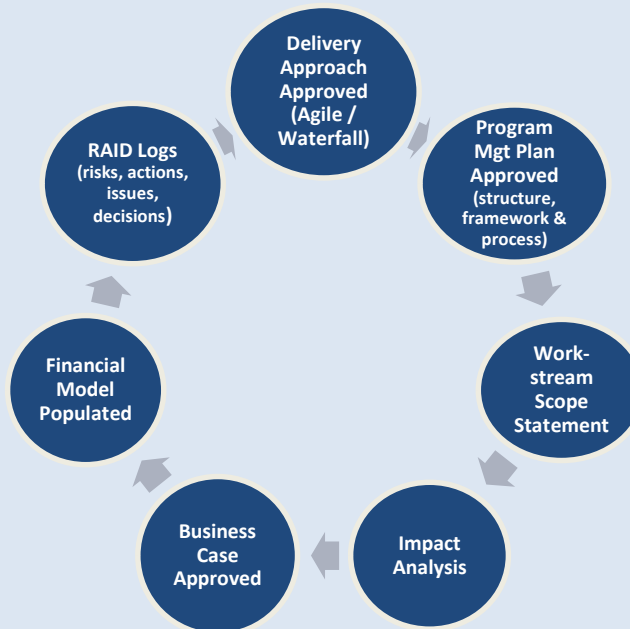 Delivery
Approach
Approved
(Agile /
Waterfall)
Program
Mgt Plan
Approved
(structure,
framework &
process)
Work-
stream
Scope
Statement
Impact
Analysis
Business
Case
Approved
Financial
Model
Populated
RAID Logs
(risks, actions,
issues,
decisions)